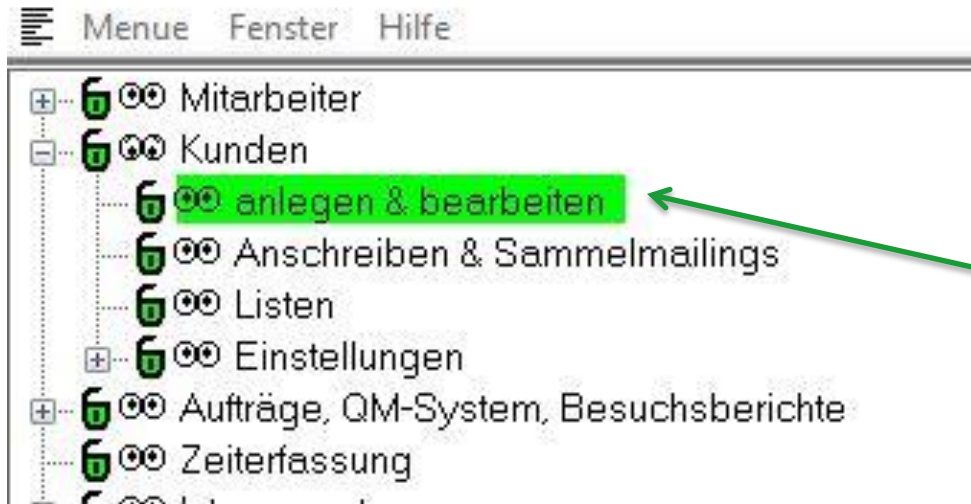 Menue Fenster Hilfe
Mitarbeiter
Kunden
anlegen & bearbeiten
Anschreiben & Sammelmailings
Listen
Einstellungen
Aufträge, QM-System, Besuchsberichte
Zeiterfassung